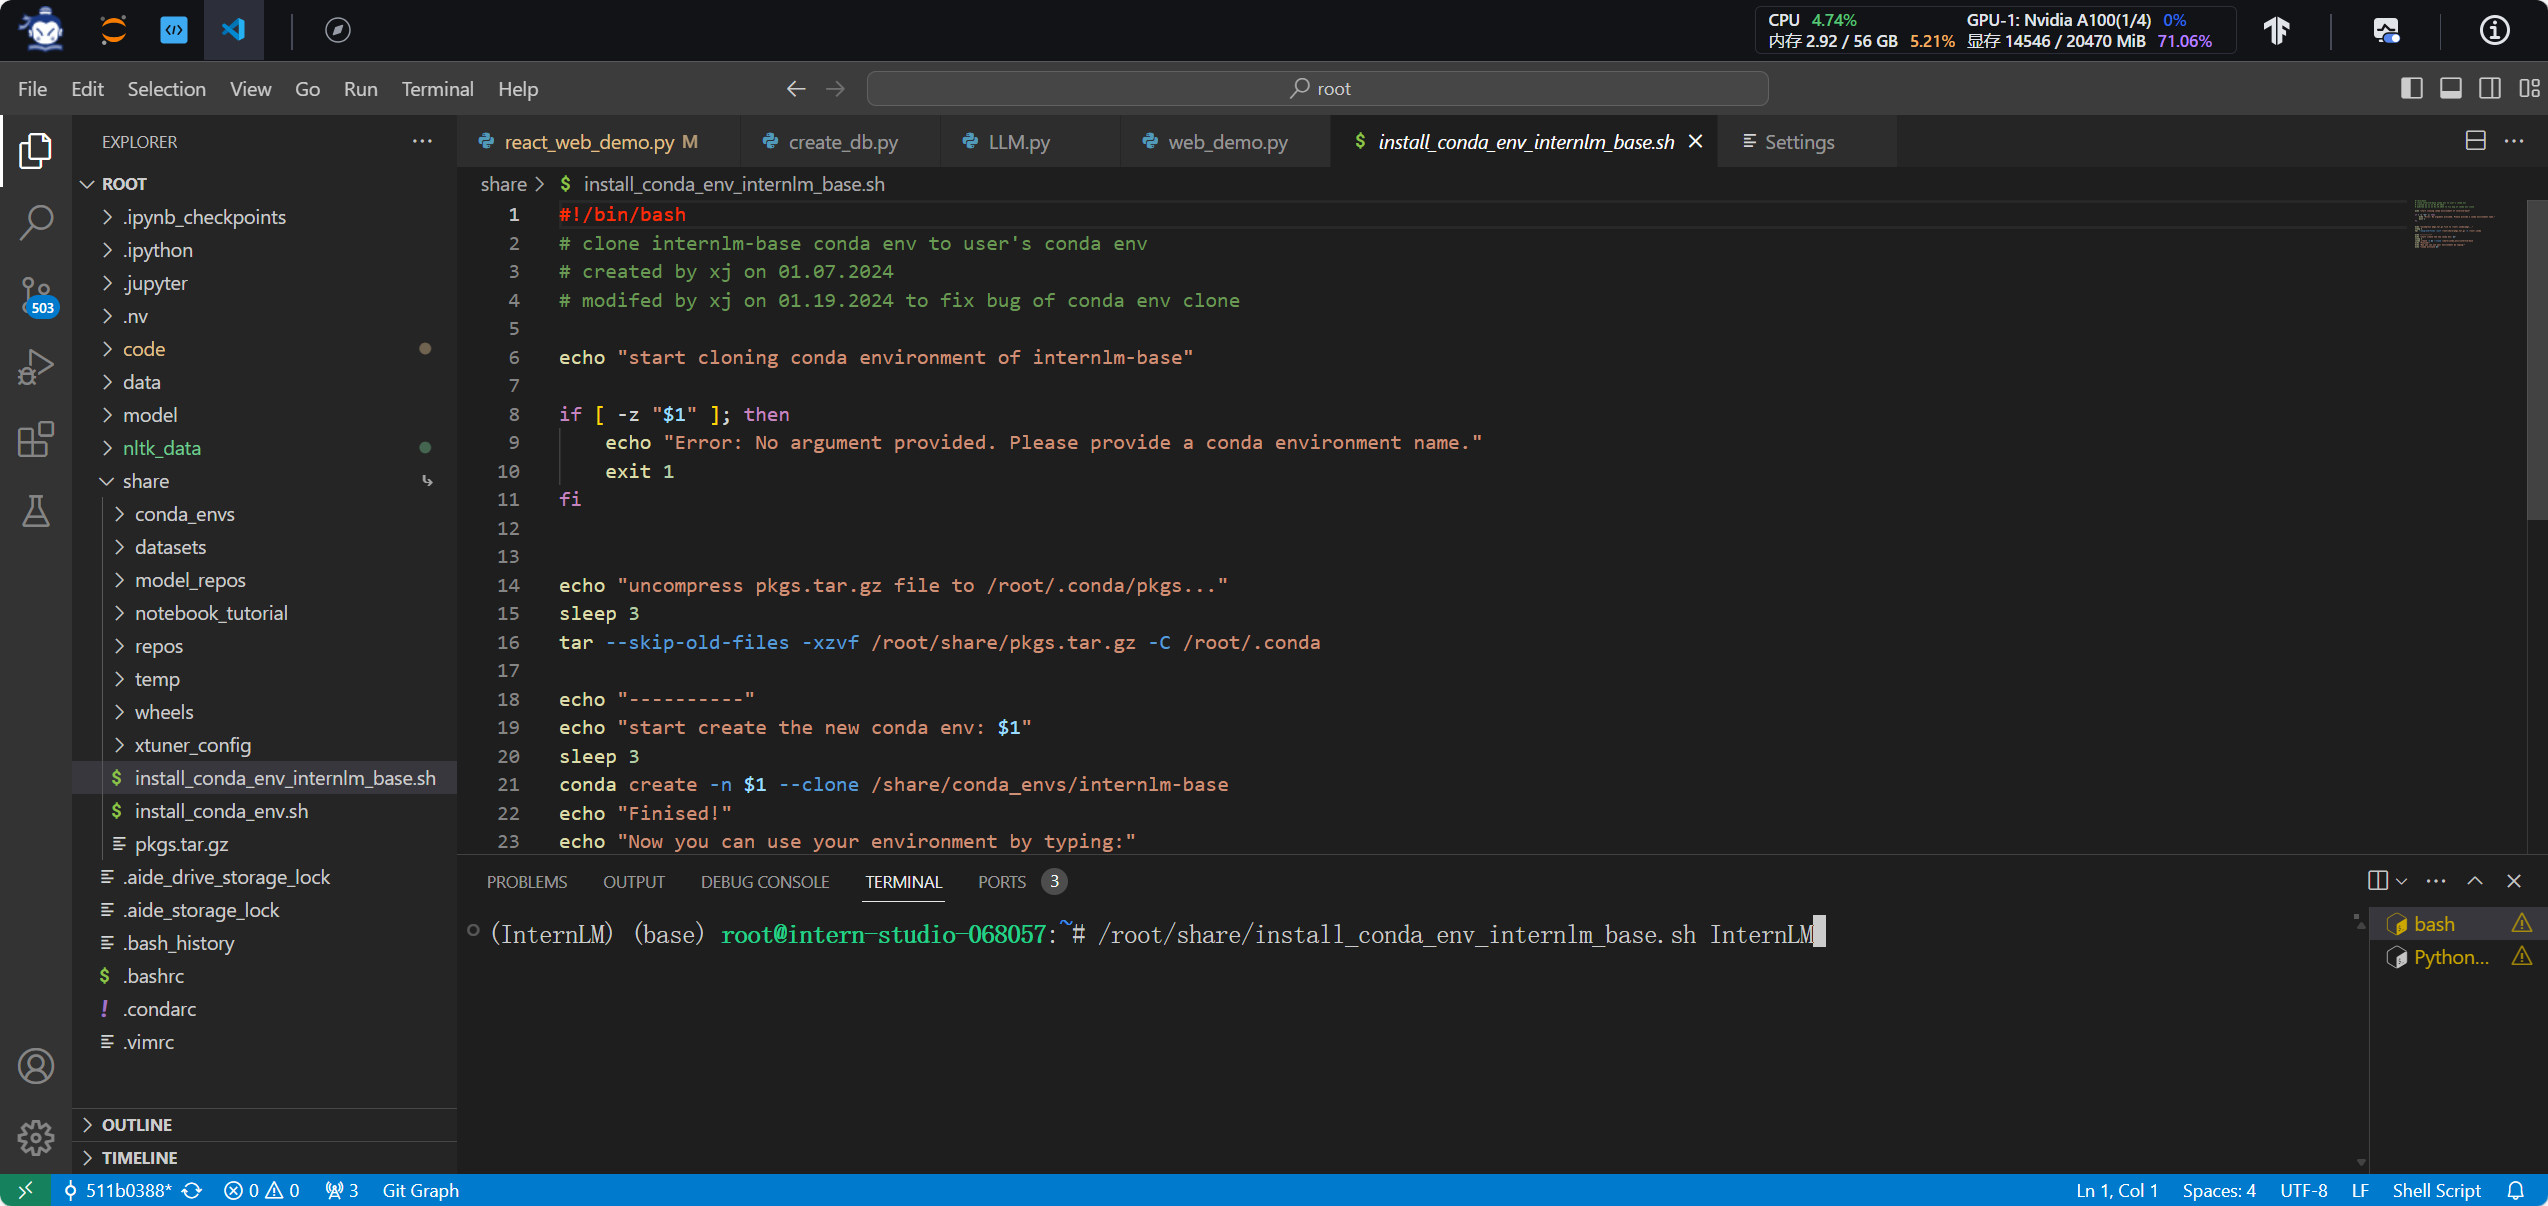 CPU 4.74%
内存 2.92 / 56 GB 5.21%
GPU-1: Nvidia A100(1/4) 0%
显存 14546 / 20470 MiB 71.06%
File Edit Selection View Go Run Terminal Help
root
EXPLORER
ROOT
.ipynb_checkpoints
.ipython
.jupyter
.nv
code
data
model
nltk_data
share
conda_envs
datasets
model_repos
notebook_tutorial
repos
temp
wheels
xtuner_config
install_conda_env_internlm_base.sh
install_conda_env.sh
pkgs.tar.gz
.aide_drive_storage_lock
.aide_storage_lock
.bash_history
.bashrc
.condarc
.vimrc
OUTLINE
TIMELINE
503
react_web_demo.py M
create_db.py
LLM.py
web_demo.py
install_conda_env_internlm_base.sh
Settings
share > $ install_conda_env_internlm_base.sh
1 #!/bin/bash
2 # clone internlm-base conda env to user's conda env
3 # created by xj on 01.07.2024
4 # modifed by xj on 01.19.2024 to fix bug of conda env clone
5
6 echo "start cloning conda environment of internlm-base"
7
8 if [ -z "$1" ]; then
9 echo "Error: No argument provided. Please provide a conda environment name."
10 exit 1
11 fi
12
13
14 echo "uncompress pkgs.tar.gz file to /root/.conda/pkgs..."
15 sleep 3
16 tar --skip-old-files -xzvf /root/share/pkgs.tar.gz -C /root/.conda
17
18 echo "----------"
19 echo "start create the new conda env: $1"
20 sleep 3
21 conda create -n $1 --clone /share/conda_envs/internlm-base
22 echo "Finised!"
23 echo "Now you can use your environment by typing:"
PROBLEMS OUTPUT DEBUG CONSOLE TERMINAL PORTS 3
(InternLM) (base) root@intern-studio-068057:~# /root/share/install_conda_env_internlm_base.sh InternLM
bash
Python...
511b0388* 0 0 3 Git Graph
Ln 1, Col 1 Spaces: 4 UTF-8 LF Shell Script